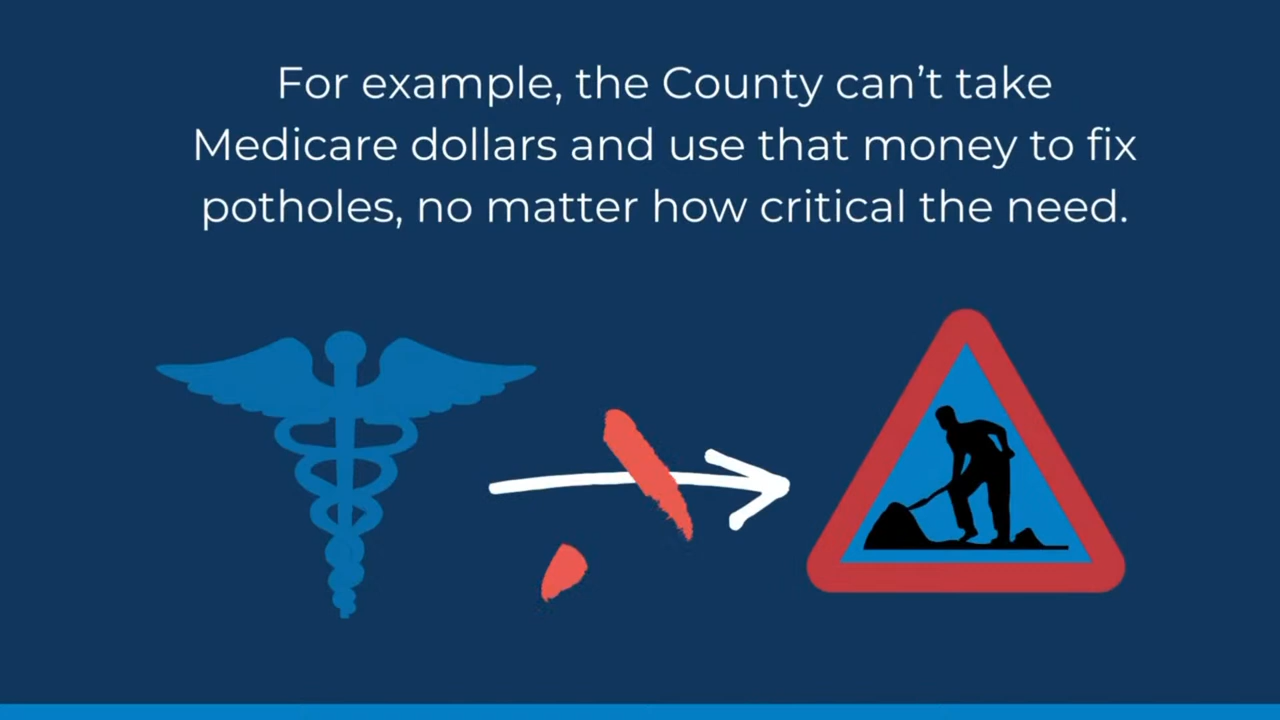 For example, the County can’t take
Medicare dollars and use that money to fix
potholes, no matter how critical the need.